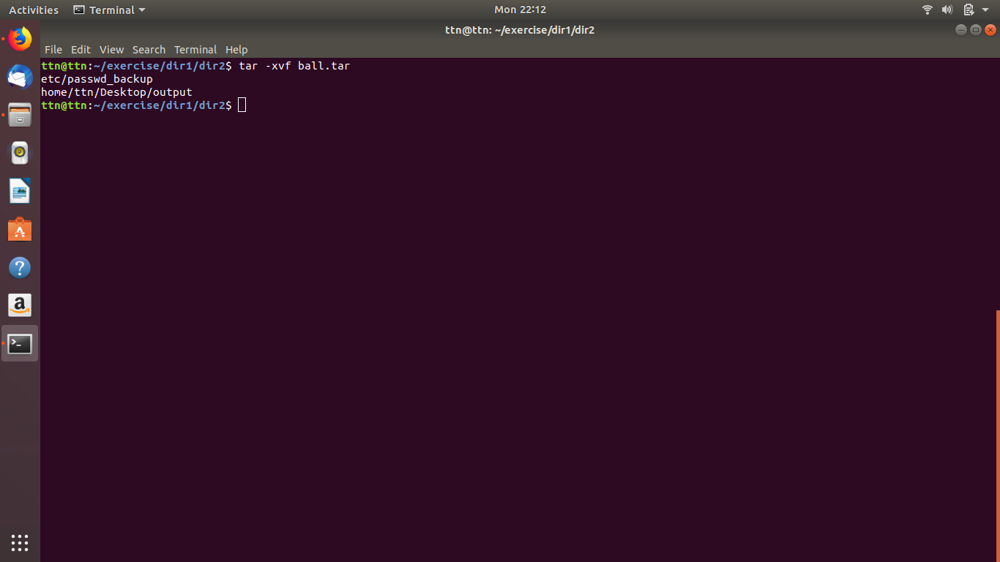 Activities Terminal Mon 22:12
ttn@ttn: ~/exercise/dir1/dir2
File Edit View Search Terminal Help
ttn@ttn:~/exercise/dir1/dir2$ tar -xvf ball.tar
etc/passwd_backup
home/ttn/Desktop/output
ttn@ttn:~/exercise/dir1/dir2$